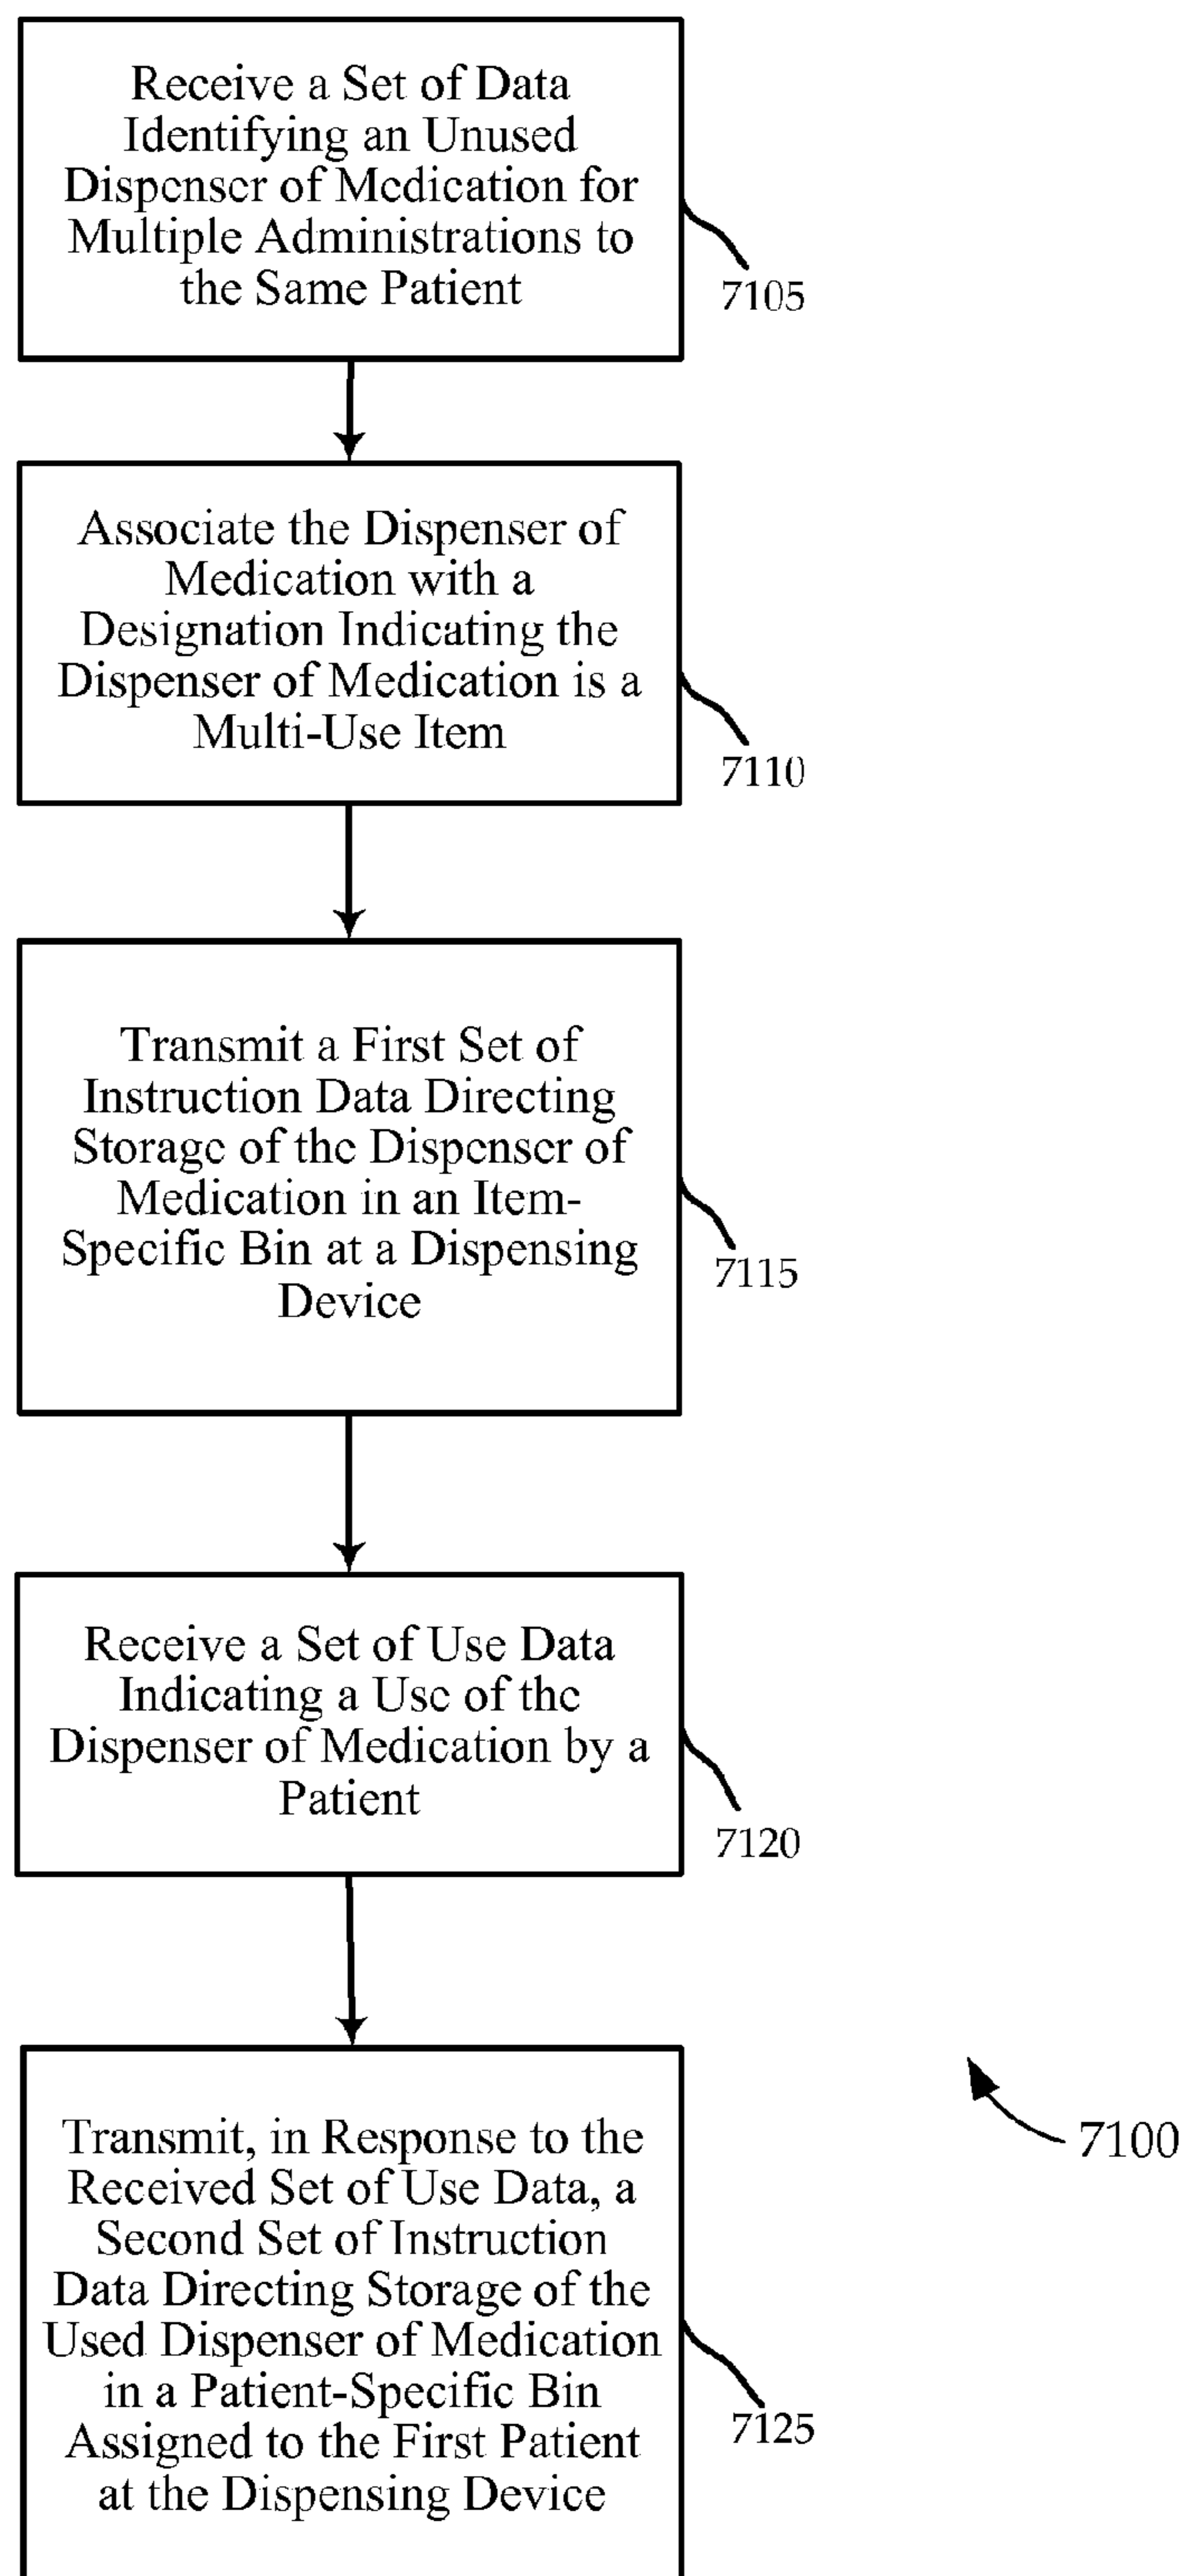 Receive a Set of Data
Identifying an Unused
Dispenser of Medication for
Multiple Administrations to
the Same Patient
7105
Associate the Dispenser of
Medication with a
Designation Indicating the
Dispenser of Medication is a
Multi-Use Item
7110
Transmit a First Set of
Instruction Data Directing
Storage of the Dispenser of
Medication in an Item-
Specific Bin at a Dispensing
Device
7115
Receive a Set of Use Data
Indicating a Use of the
Dispenser of Medication by a
Patient
7120
Transmit, in Response to the
Received Set of Use Data, a
Second Set of Instruction
Data Directing Storage of the
Used Dispenser of Medication
in a Patient-Specific Bin
Assigned to the First Patient
at the Dispensing Device
7125
7100